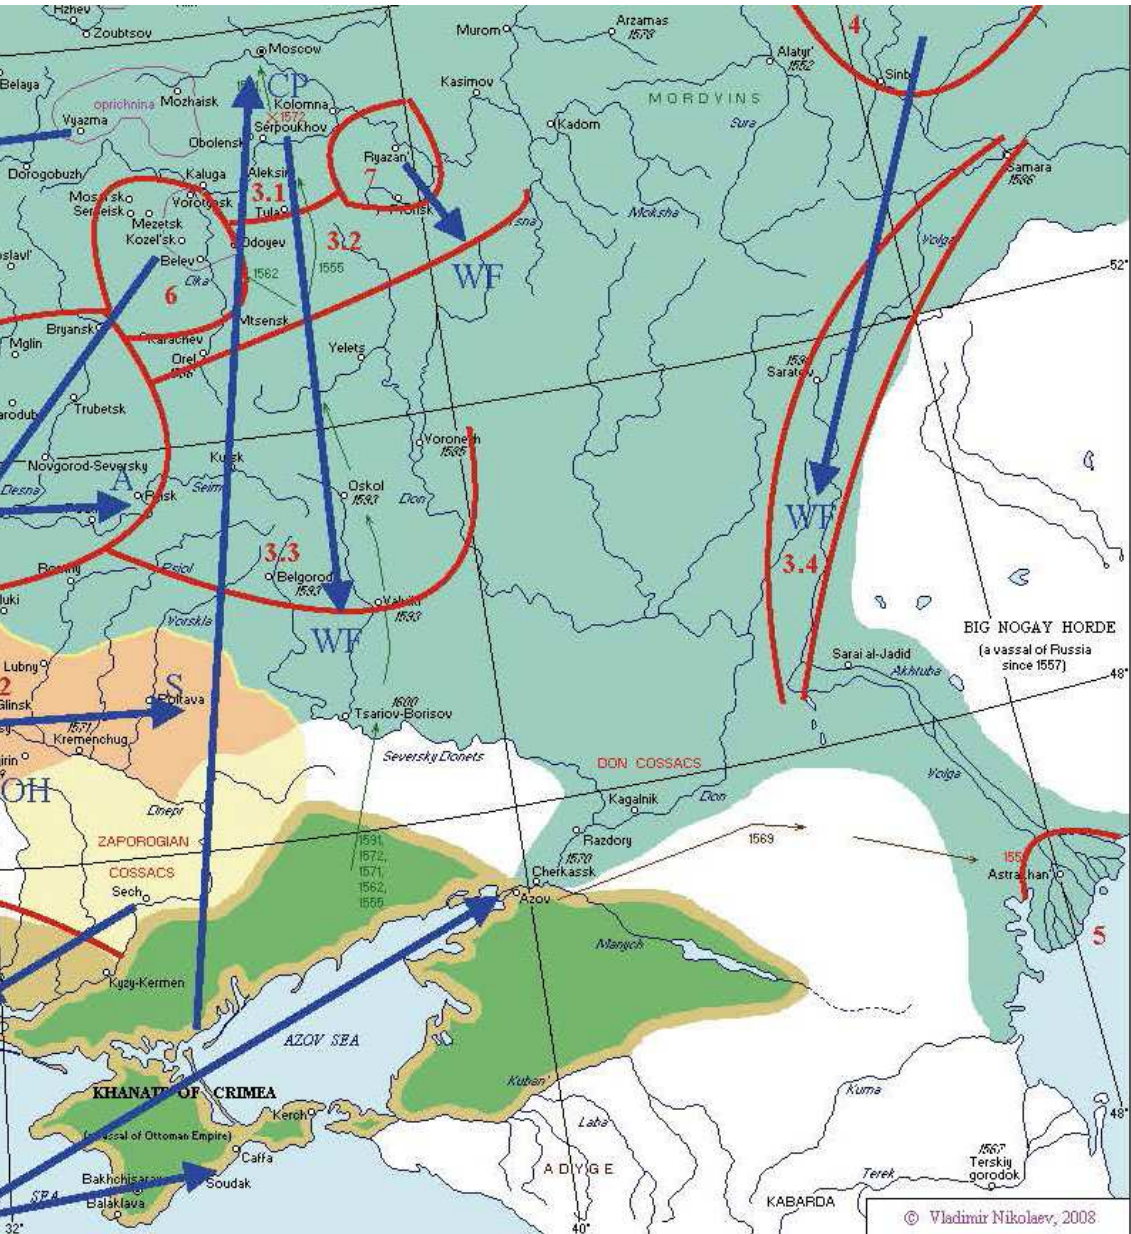 Rzhev
Zoubtsov
Moscow
Murom
Arzamas
1578
4
Alatyr'
1552
Belaya
oprichnina
Mozhaisk
CP
Kolomna
Kasimov
Sinb
MORDVINS
Vyazma
1572
Serpoukhov
Obolensk
Kadom
Sura
Ryazan'
7
Dorogobuzh
Kaluga
Aleksin
3.1
Samara
1586
Vorotynsk
Serpeisk
Tula
Pronsk
Mezetsk
Moksha
Kozel'sk
Odoyev
3.2
Volga
Belev
1562
1555
WF
52°
6
Oka
Bryansk
Mtsensk
Karachev
Mglin
Orel
Yelets
Saratov
Trubetsk
Voronezh
1585
Novgorod-Seversky
Kursk
A
Desna
Seim
Oskol
1593
Don
Rylsk
WF
3.3
3.4
Psiol
Belgorod
1593
Valuiki
1593
Vorskla
WF
BIG NOGAY HORDE
(a vassal of Russia
since 1557)
Lubny
Sarai al-Jadid
Akhtuba
48°
2
S
Glinsk
Poltava
1600
Tsariov-Borisov
1571
Kremenchug
Seversky Donets
DON COSSACS
Volga
OH
Kagalnik
Don
Dnepr
ZAPOROGIAN
COSSACS
Razdory
1569
1591,
1572,
1571,
1562,
1555
1570
Cherkassk
Astrakhan'
Sech
Azov
5
Manych
Kyzy-Kermen
AZOV SEA
KHANATE OF CRIMEA
Kuban'
Kuma
Kerch
Laba
48°
(a vassal of Ottoman Empire)
Caffa
ADYGE
1567
Terskiy
gorodok
Bakhchisaray
Soudak
Terek
SEA
Balaklava
KABARDA
32°
40°
© Vladimir Nikolaev, 2008